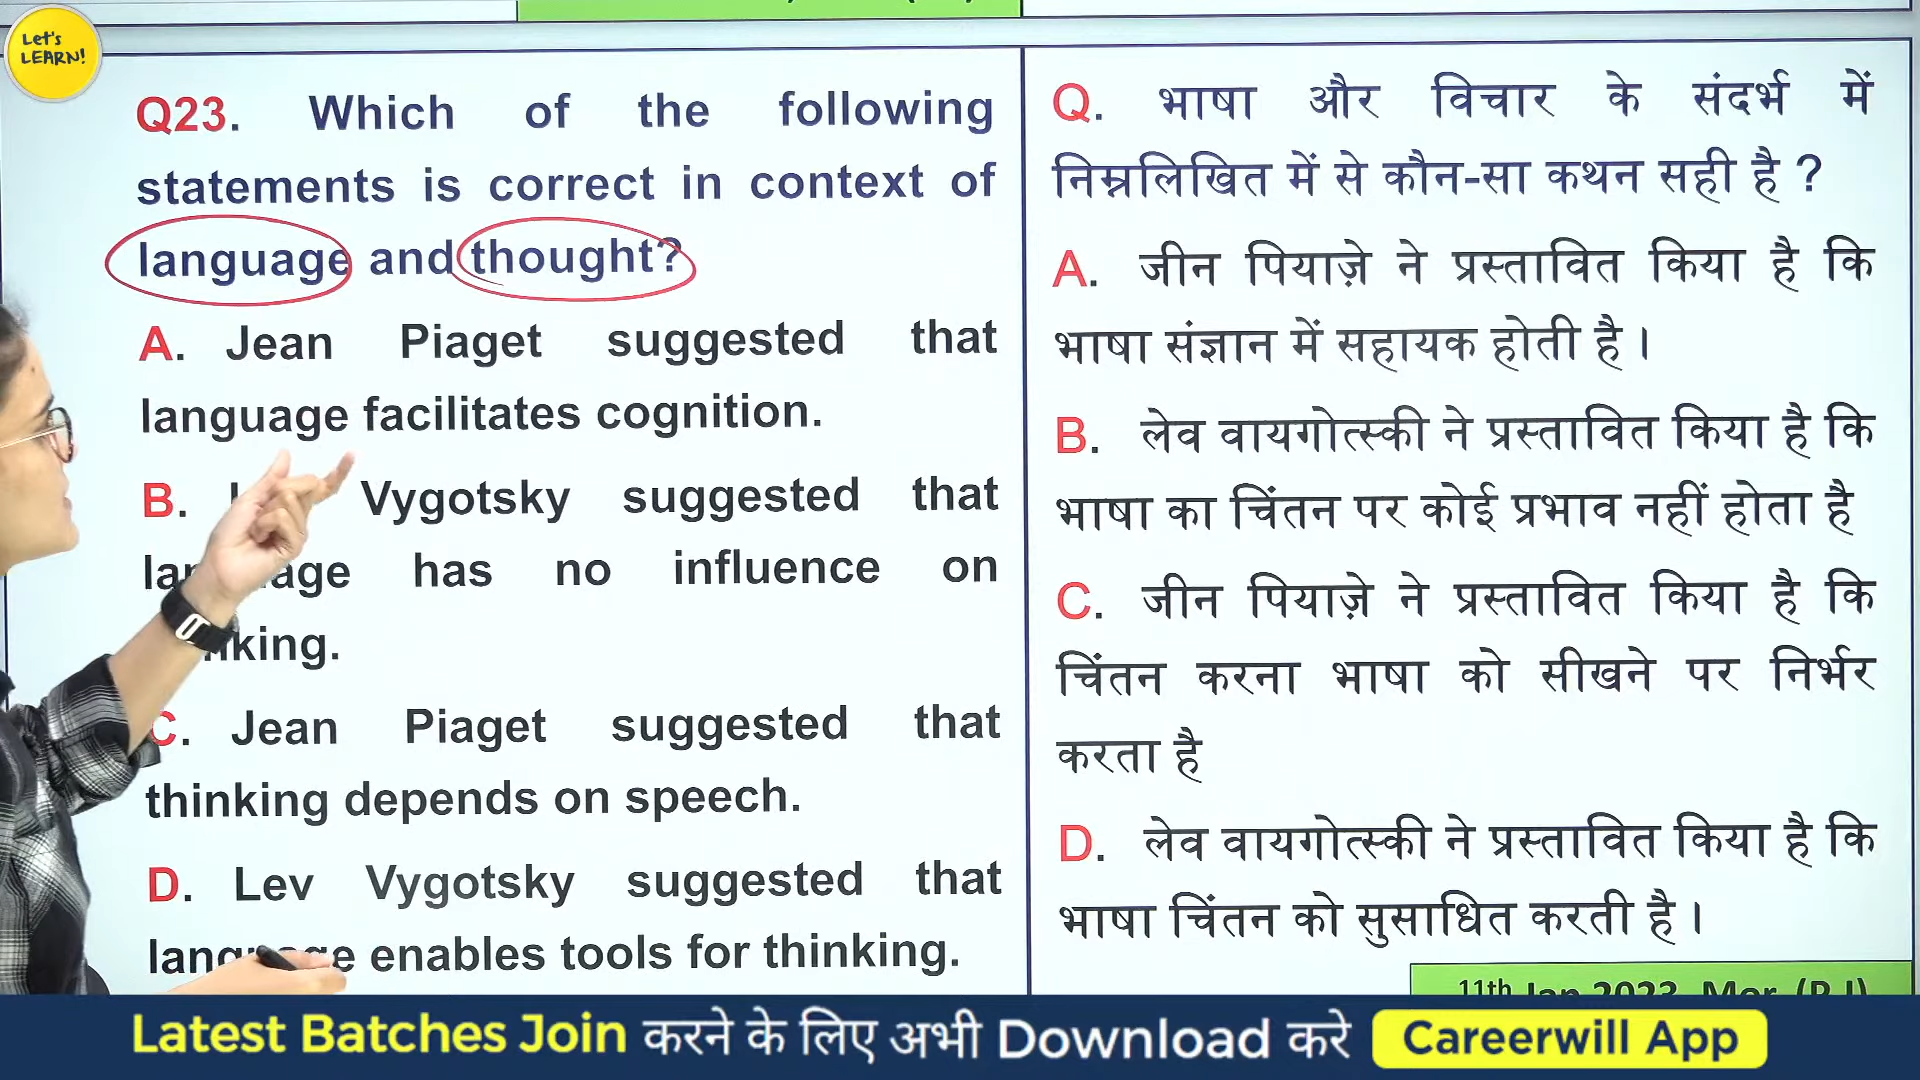 Let's
LEARN!
Q23. Which of the following
statements is correct in context of
language and thought?
A. Jean Piaget suggested that
language facilitates cognition.
B. Vygotsky suggested that
has no influence on
C. Jean Piaget suggested that
thinking depends on speech.
D. Lev Vygotsky suggested that
enables tools for thinking.
Q. भाषा और विचार के संदर्भ में
निम्नलिखित में से कौन-सा कथन सही है ?
A. जीन पियाज़े ने प्रस्तावित किया है कि
भाषा संज्ञान में सहायक होती है ।
B. लेव वायगोत्स्की ने प्रस्तावित किया है कि
भाषा का चिंतन पर कोई प्रभाव नहीं होता है
C. जीन पियाज़े ने प्रस्तावित किया है कि
चिंतन करना भाषा को सीखने पर निर्भर
करता है
D. लेव वायगोत्स्की ने प्रस्तावित किया है कि
भाषा चिंतन को सुसाधित करती है ।
11th Jan 2023
Latest Batches Join करने के लिए अभी Download करे Careerwill App